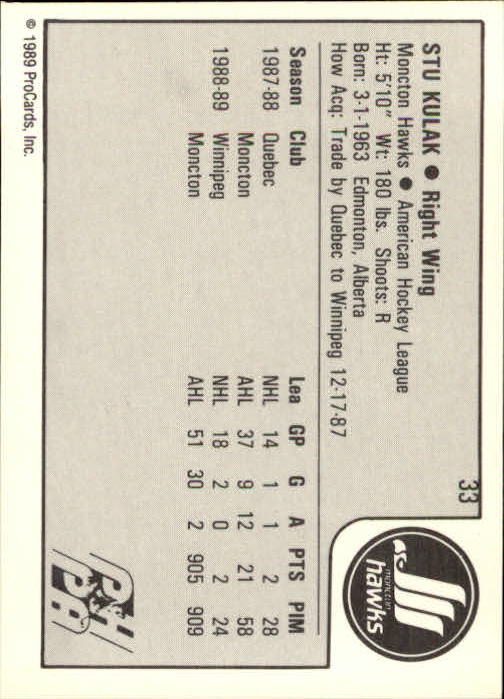 33
STU KULAK ● Right Wing
Moncton Hawks ● American Hockey League
Ht: 5'10" Wt: 180 lbs. Shoots: R
Born: 3-1-1963 Edmonton, Alberta
How Acq: Trade by Quebec to Winnipeg 12-17-87
moncton
hawks
Season Club Lea GP G A PTS PIM
1987-88 Quebec NHL 14 1 1 2 28
Moncton AHL 37 9 12 21 58
1988-89 Winnipeg NHL 18 2 0 2 24
Moncton AHL 51 30 2 905 909
PHPA
© 1989 ProCards, Inc.